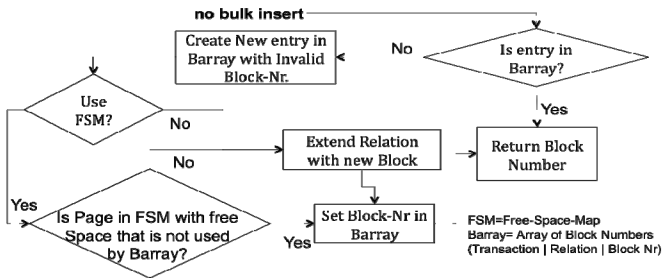 no bulk insert
Create New entry in
Barray with Invalid
Block-Nr.
No
Is entry in
Barray?
Use
FSM?
No
Yes
Extend Relation
with new Block
Return Block
Number
No
Yes
Is Page in FSM with free
Space that is not used
by Barray?
Yes
Set Block-Nr in
Barray
FSM=Free-Space-Map
Barray= Array of Block Numbers
(Transaction | Relation | Block Nr)